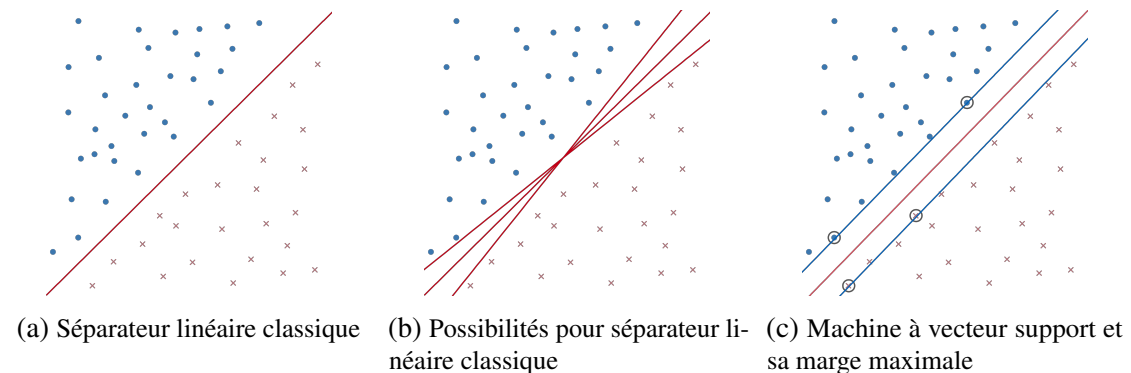 (a) Séparateur linéaire classique
(b) Possibilités pour séparateur li-
néaire classique
(c) Machine à vecteur support et
sa marge maximale